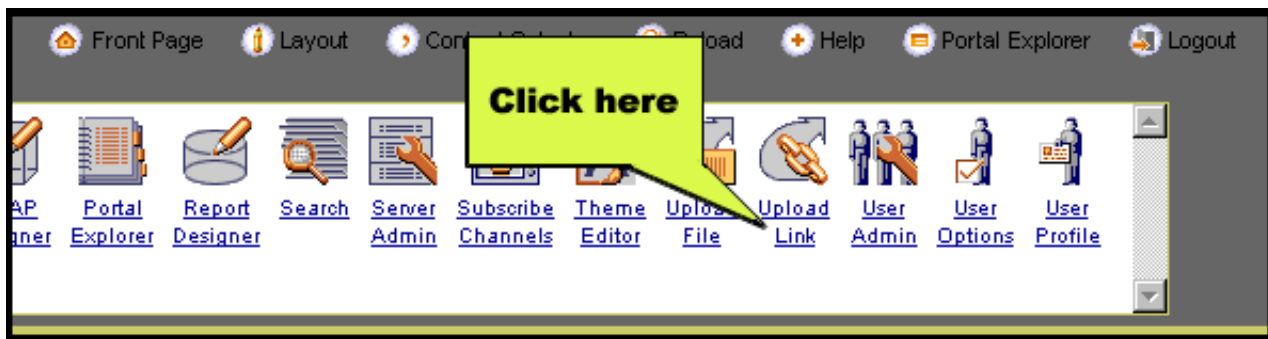 Front Page Layout Help Portal Explorer Logout
Click here
Portal Report Search Server Subscribe Theme Upload User User User
Explorer Designer Admin Channels Editor File Link Admin Options Profile